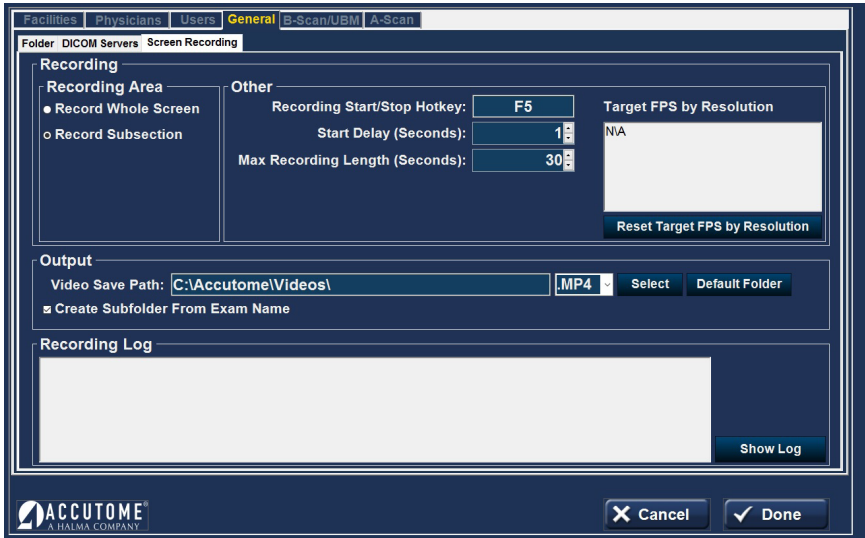 Facilities Physicians Users General B-Scan/UBM A-Scan
Folder DICOM Servers Screen Recording
Recording
Recording Area
Record Whole Screen
Record Subsection
Other
Recording Start/Stop Hotkey: F5
Start Delay (Seconds): 1
Max Recording Length (Seconds): 30
Target FPS by Resolution
N\A
Reset Target FPS by Resolution
Output
Video Save Path: C:\Accutome\Videos\ .MP4 Select Default Folder
Create Subfolder From Exam Name
Recording Log
Show Log
ACCUTOME®
A HALMA COMPANY
Cancel Done